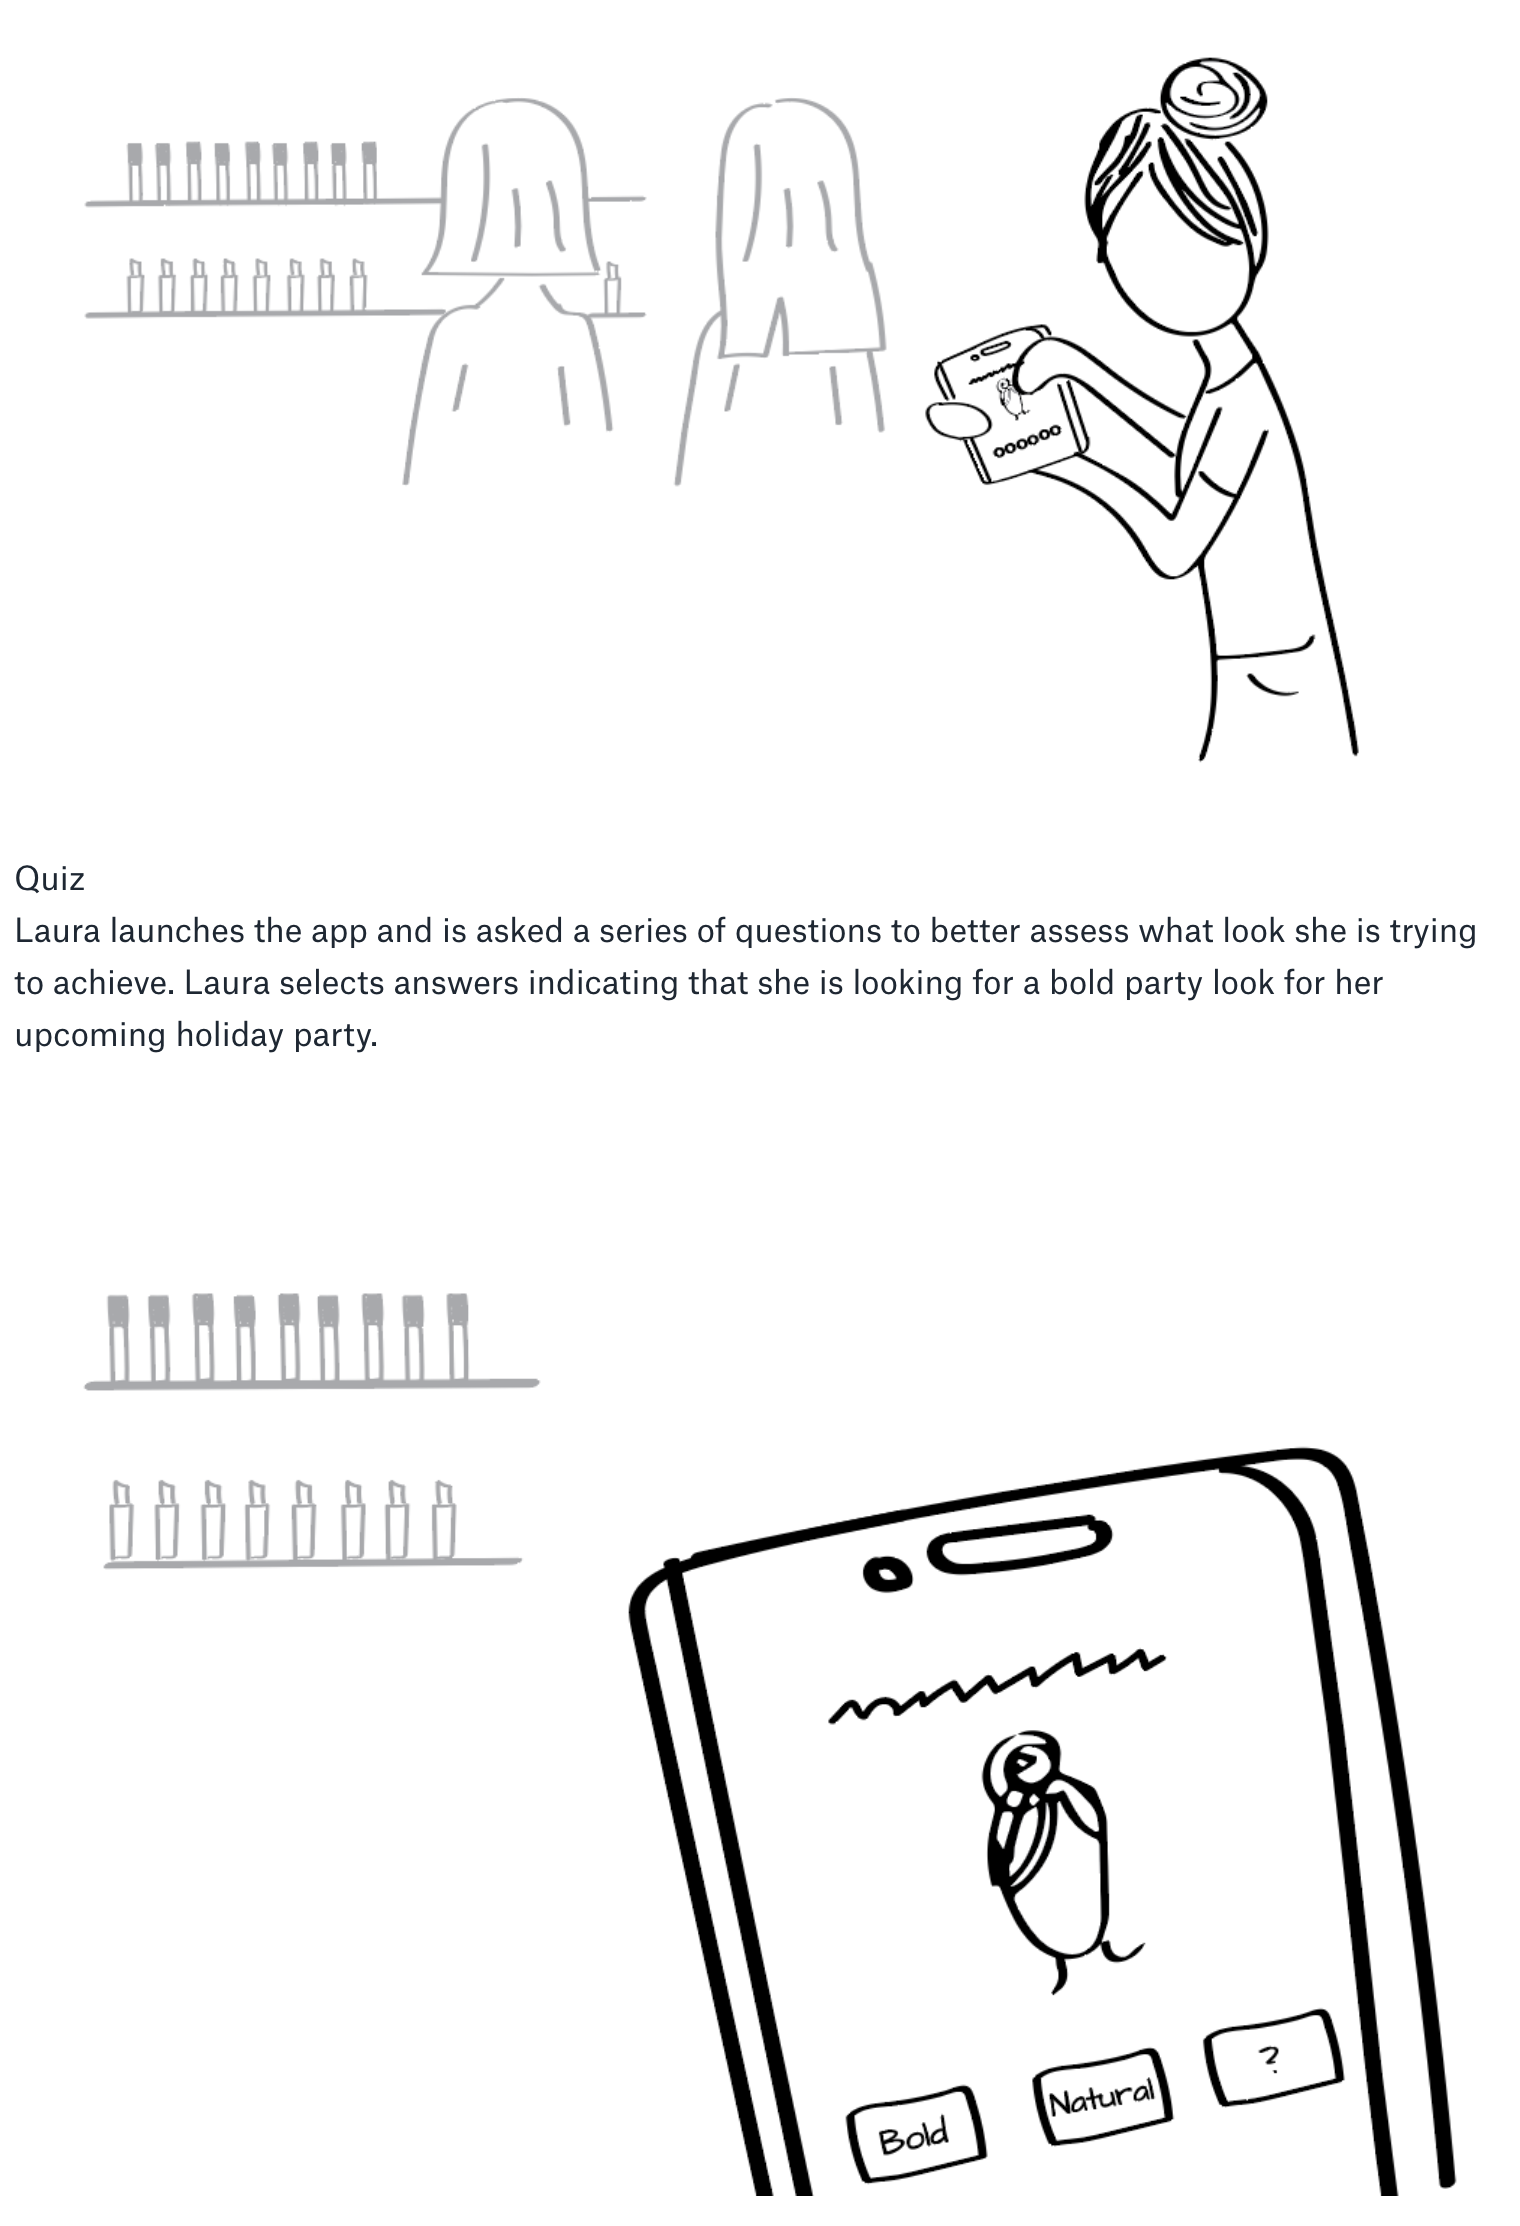 Quiz
Laura launches the app and is asked a series of questions to better assess what look she is trying
to achieve. Laura selects answers indicating that she is looking for a bold party look for her
upcoming holiday party.
Bold
Natural
?